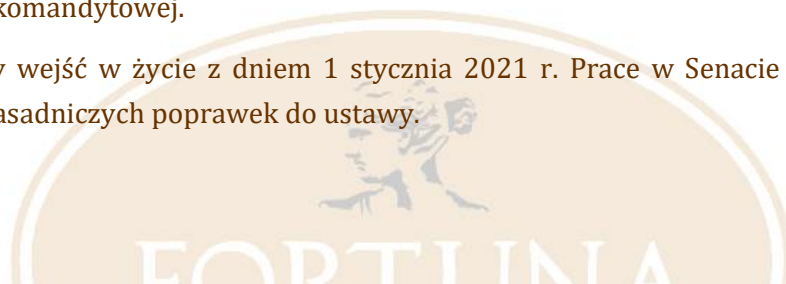 komandytowej.
wejść w życie z dniem 1 stycznia 2021 r. Prace w Senacie
asadniczych poprawek do ustawy.
FORTUNA